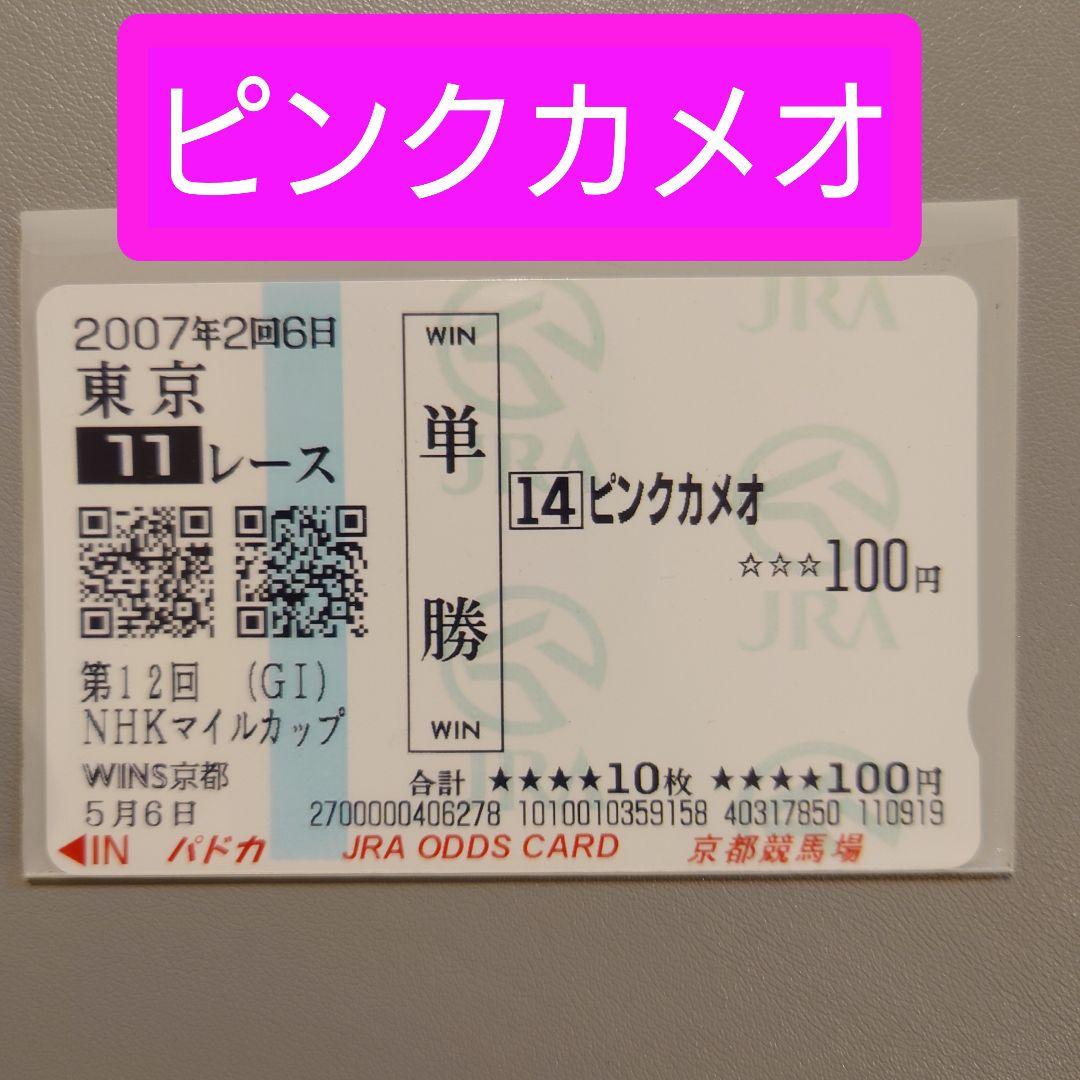 ピンクカメオ
2007年2回6日
東京
11レース
第12回 (GI)
NHKマイルカップ
WINS京都
5月6日
WIN
単勝
WIN
14 ピンクカメオ
☆☆☆100円
合計 ★★★★10枚 ★★★★100円
2700000406278 1010010359158 40317850 110919
◀IN パドカ JRA ODDS CARD 京都競馬場
JRA
JRA
JRA
JRA